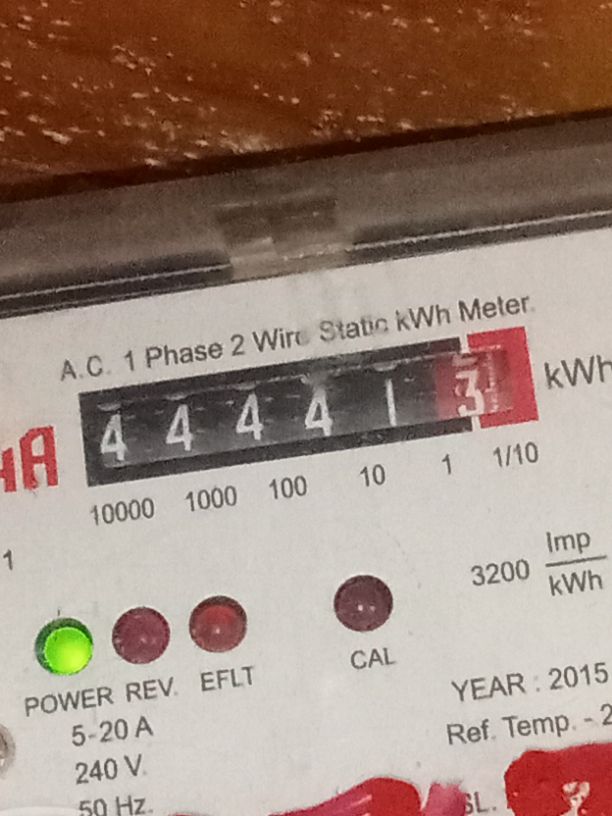 A.C. 1 Phase 2 Wire Static kWh Meter.
4 4 4 4 1 3 kWh
10000 1000 100 10 1 1/10
1
3200 Imp
kWh
POWER REV. EFLT CAL
5-20 A
240 V.
50 Hz.
YEAR : 2015
Ref. Temp. - 2
SL.